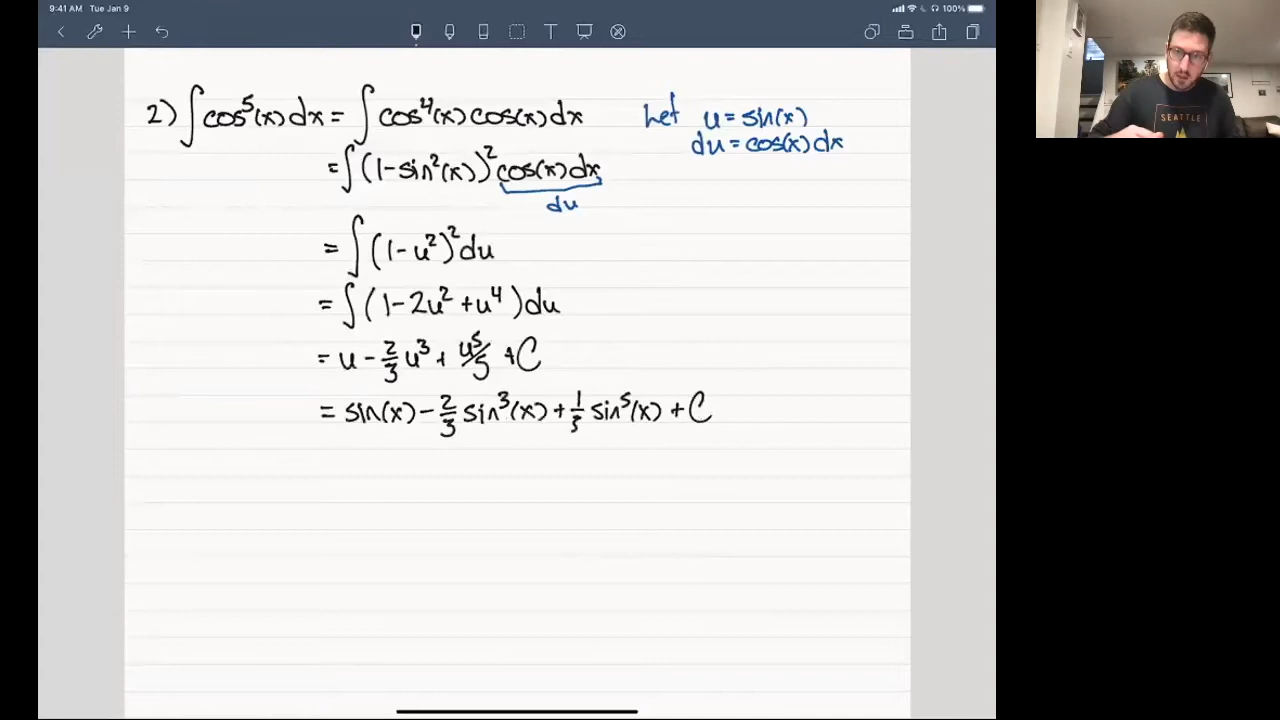 9:41 AM Tue Jan 9
100%
2) ∫cos⁵(x)dx = ∫cos⁴(x)cos(x)dx
Let u = sin(x)
du = cos(x)dx
= ∫(1-sin²(x))²cos(x)dx
du
= ∫(1-u²)²du
= ∫(1-2u²+u⁴)du
= u - 2/3 u³ + u⁵/5 + C
= sin(x) - 2/3 sin³(x) + 1/5 sin⁵(x) + C
SEATTLE